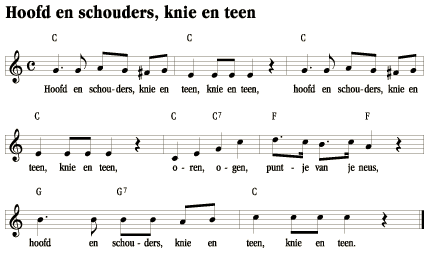 Hoofd en schouders, knie en teen
C C C
Hoofd en schou-ders, knie en teen, knie en teen, hoofd en schou-ders, knie en
C C C7 F F
teen, knie en teen, o - ren, o - gen, punt - je van je neus,
G G7 C
hoofd en schou - ders, knie en teen, knie en teen.